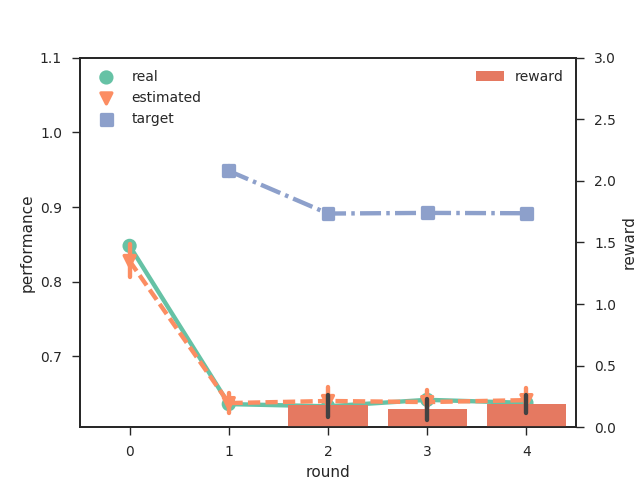 real
estimated
target
reward
1.1
1.0
0.9
0.8
0.7
performance
3.0
2.5
2.0
1.5
1.0
0.5
0.0
reward
0 1 2 3 4
round